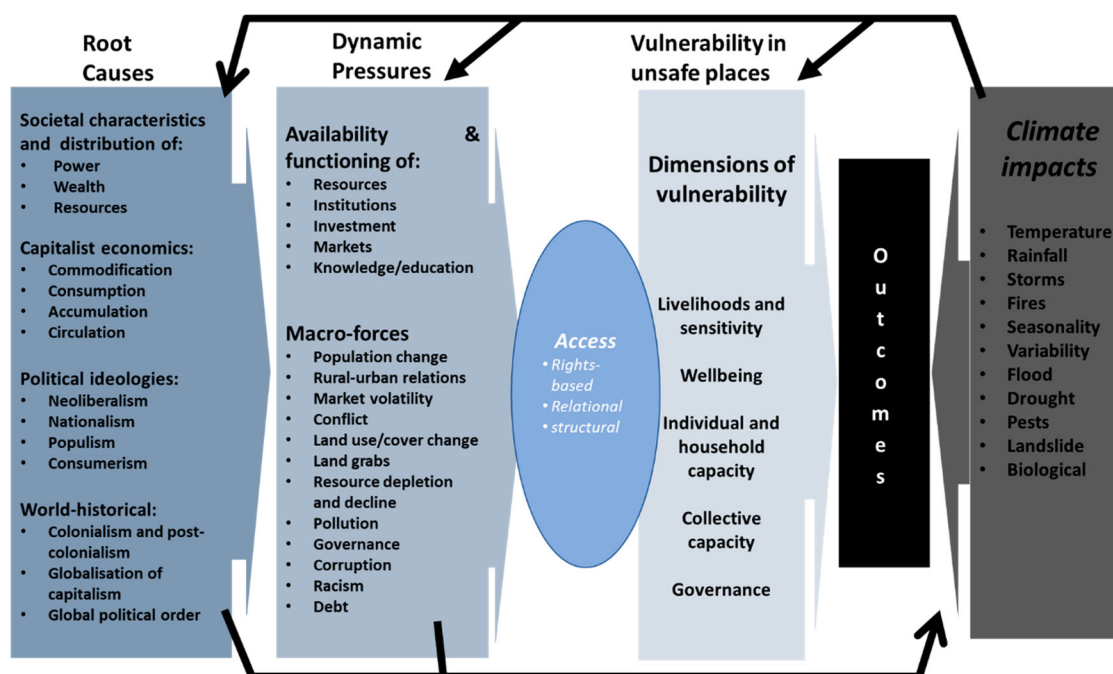 Root
Causes
Societal characteristics
and distribution of:
• Power
• Wealth
• Resources
Capitalist economics:
• Commodification
• Consumption
• Accumulation
• Circulation
Political ideologies:
• Neoliberalism
• Nationalism
• Populism
• Consumerism
World-historical:
• Colonialism and post-
colonialism
• Globalisation of
capitalism
• Global political order
Dynamic
Pressures
Availability &
functioning of:
• Resources
• Institutions
• Investment
• Markets
• Knowledge/education
Macro-forces
• Population change
• Rural-urban relations
• Market volatility
• Conflict
• Land use/cover change
• Land grabs
• Resource depletion
and decline
• Pollution
• Governance
• Corruption
• Racism
• Debt
Access
• Rights-
based
• Relational
• structural
Vulnerability in
unsafe places
Dimensions of
vulnerability
Livelihoods and
sensitivity
Wellbeing
Individual and
household
capacity
Collective
capacity
Governance
Outcomes
Climate
impacts
• Temperature
• Rainfall
• Storms
• Fires
• Seasonality
• Variability
• Flood
• Drought
• Pests
• Landslide
• Biological